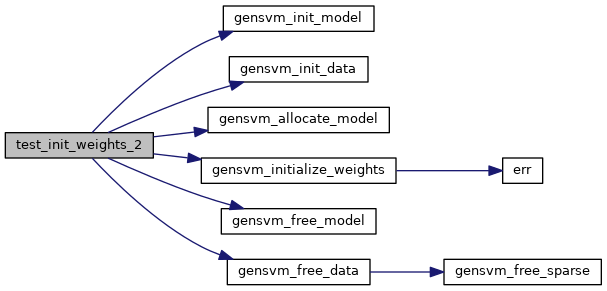 gensvm_init_model
gensvm_init_data
gensvm_allocate_model
test_init_weights_2
gensvm_initialize_weights
err
gensvm_free_model
gensvm_free_data
gensvm_free_sparse